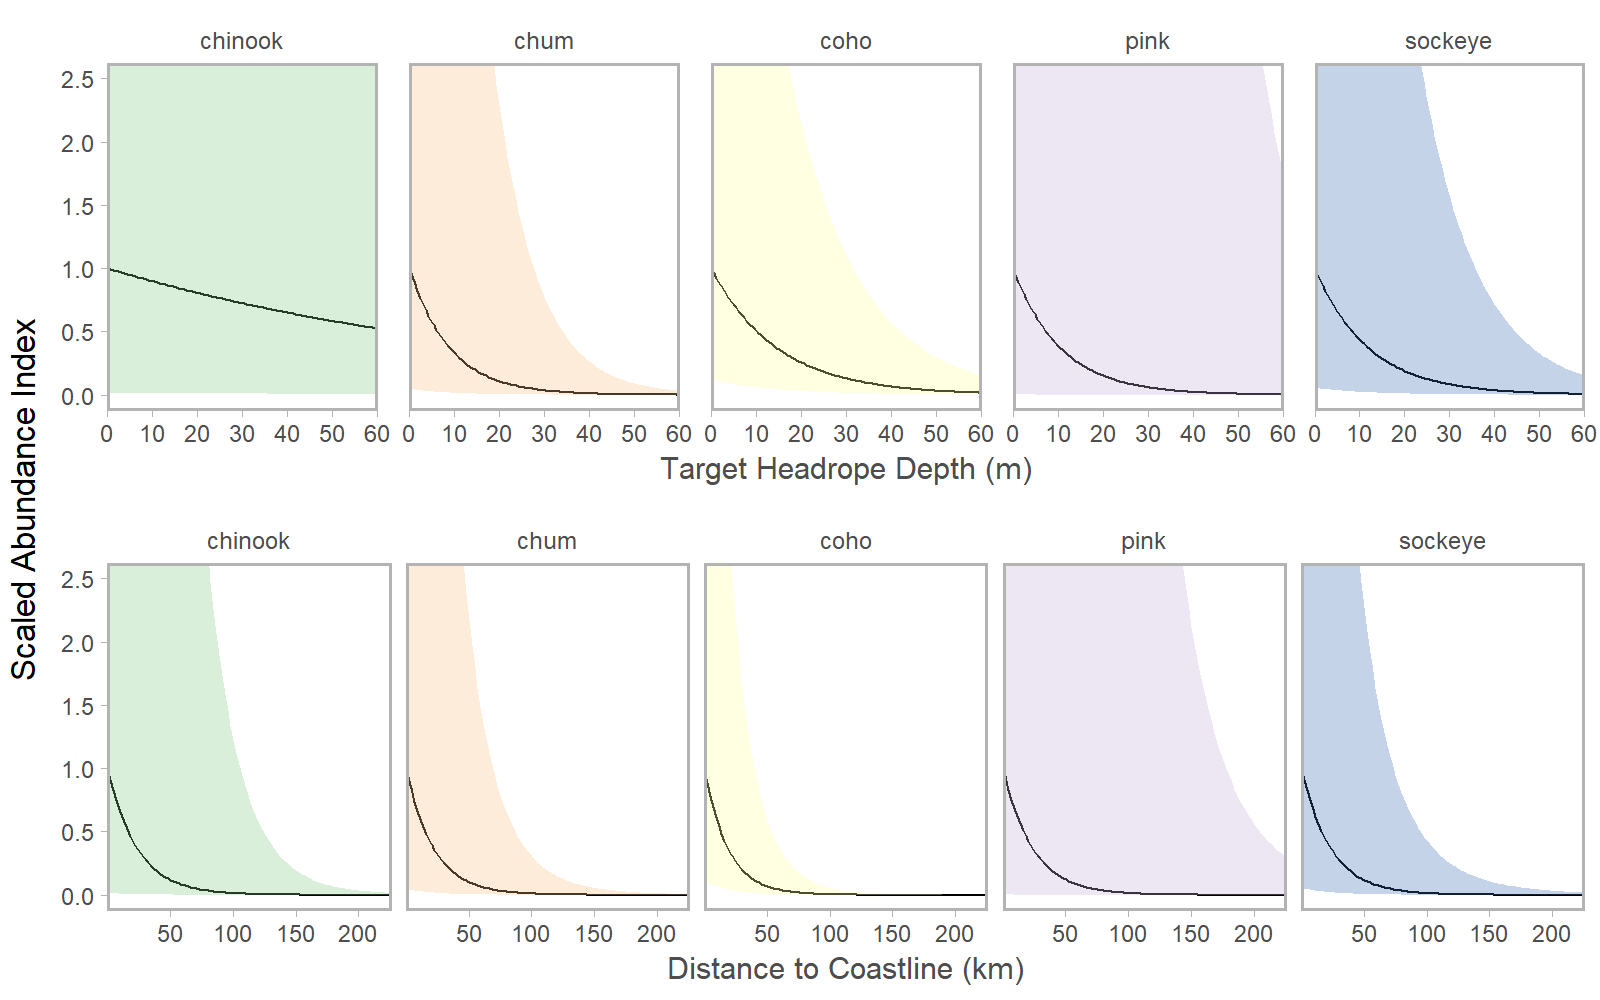 chinook chum coho pink sockeye
2.5
2.0
1.5
1.0
0.5
0.0
0 10 20 30 40 50 60 0 10 20 30 40 50 60 0 10 20 30 40 50 60 0 10 20 30 40 50 60 0 10 20 30 40 50 60
Target Headrope Depth (m)
Scaled Abundance Index
chinook chum coho pink sockeye
2.5
2.0
1.5
1.0
0.5
0.0
50 100 150 200 50 100 150 200 50 100 150 200 50 100 150 200 50 100 150 200
Distance to Coastline (km)